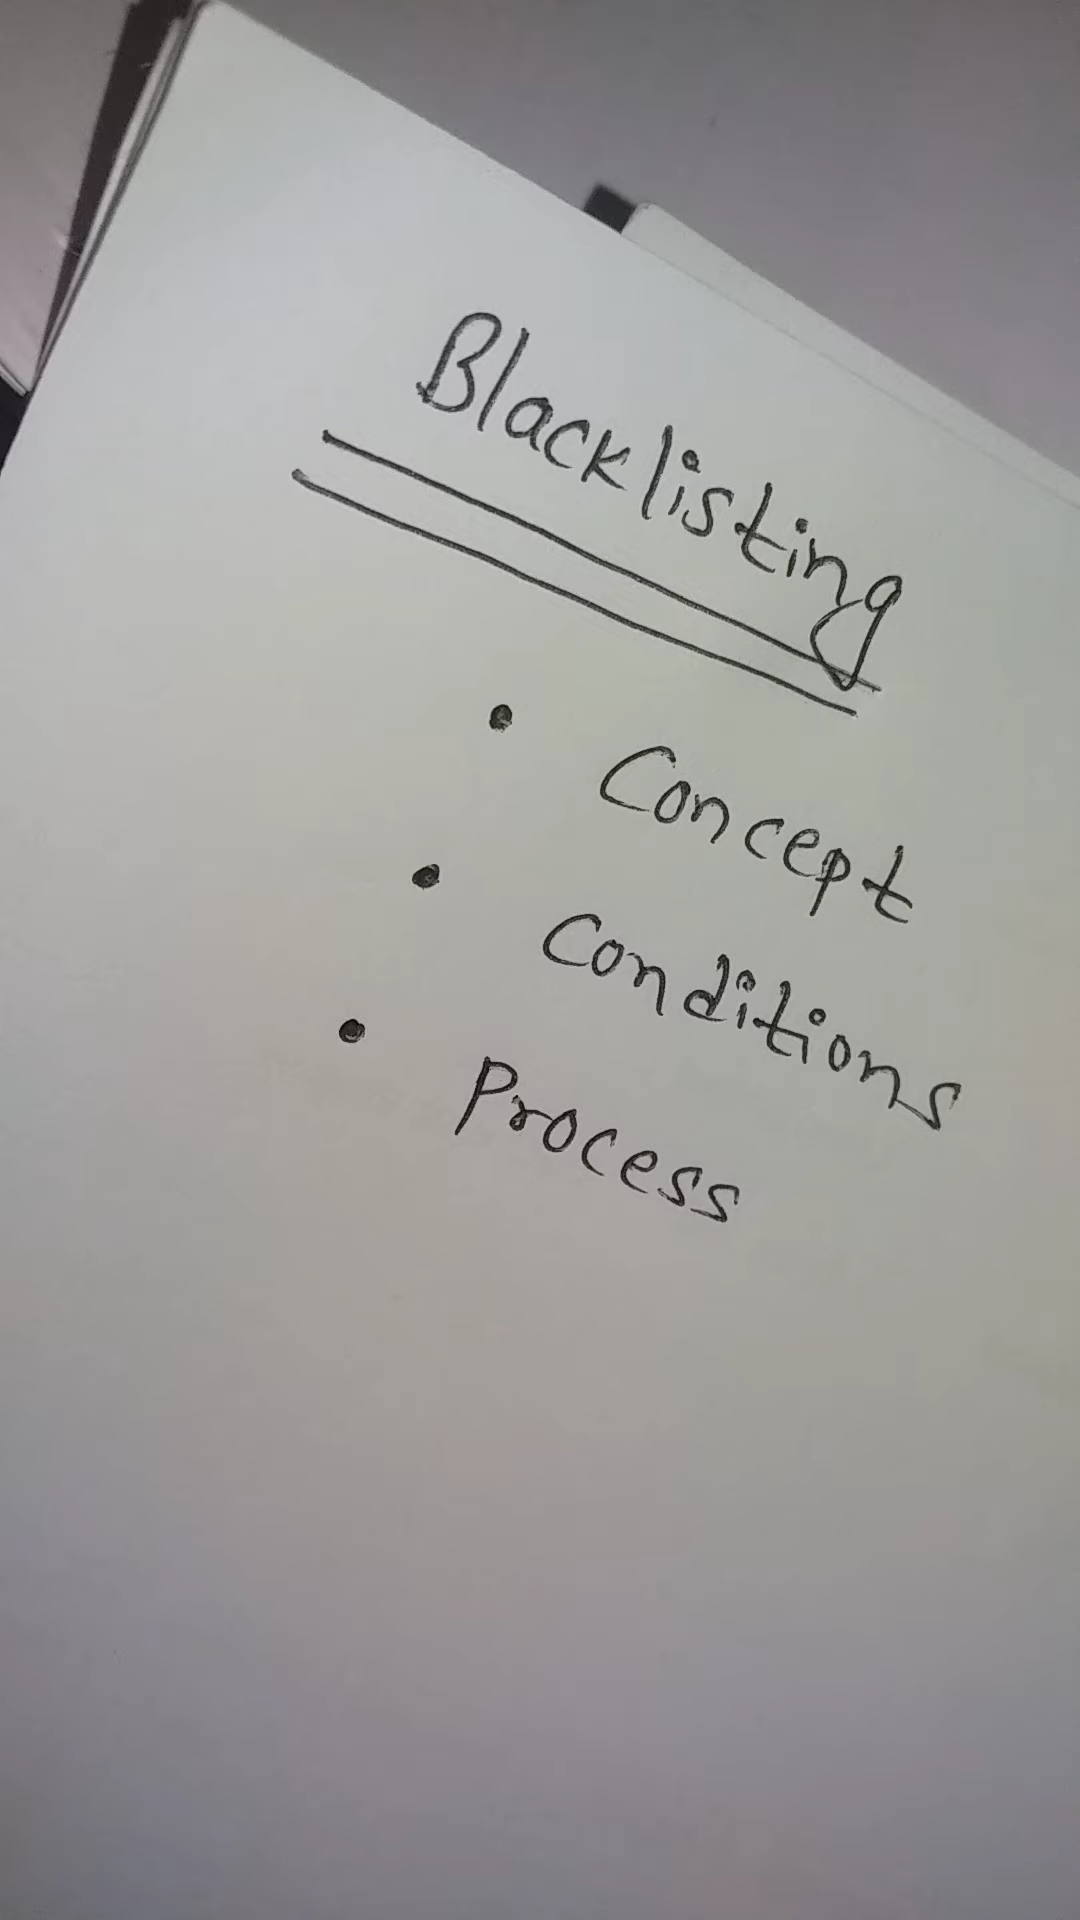 Blacklisting
• Concept
• Conditions
• Process